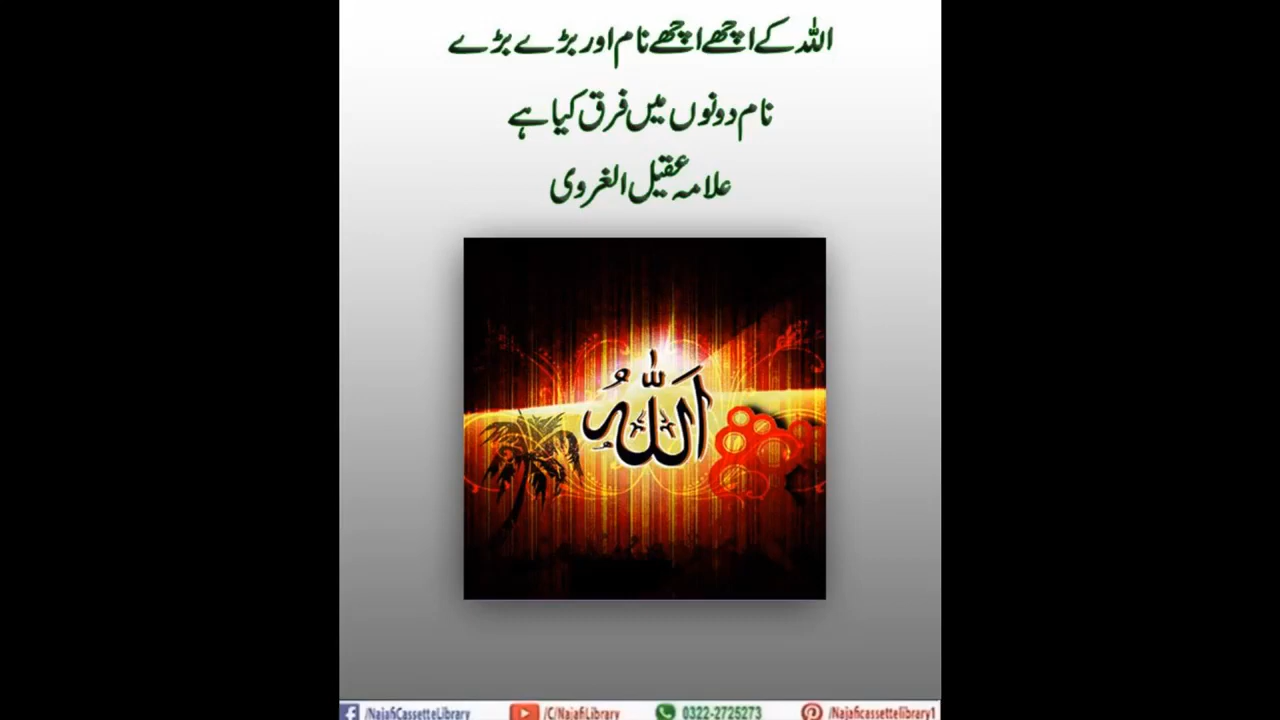 اللہ کے اچھے اچھے نام اور بڑے بڑے
نام دونوں میں فرق کیا ہے
علامہ عقیل الغروی
اَللّٰهُ
/NajafiCassetteLibrary /C/NajafiLibrary 0322-2725273 /Najaficassettelibrary1